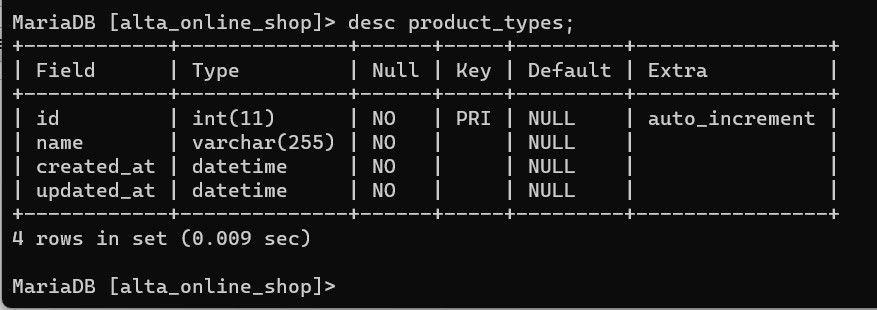 MariaDB [alta_online_shop]> desc product_types;
+------------+--------------+------+-----+---------+----------------+
| Field      | Type         | Null | Key | Default | Extra          |
+------------+--------------+------+-----+---------+----------------+
| id         | int(11)      | NO   | PRI | NULL    | auto_increment |
| name       | varchar(255) | NO   |     | NULL    |                |
| created_at | datetime     | NO   |     | NULL    |                |
| updated_at | datetime     | NO   |     | NULL    |                |
+------------+--------------+------+-----+---------+----------------+
4 rows in set (0.009 sec)
MariaDB [alta_online_shop]>